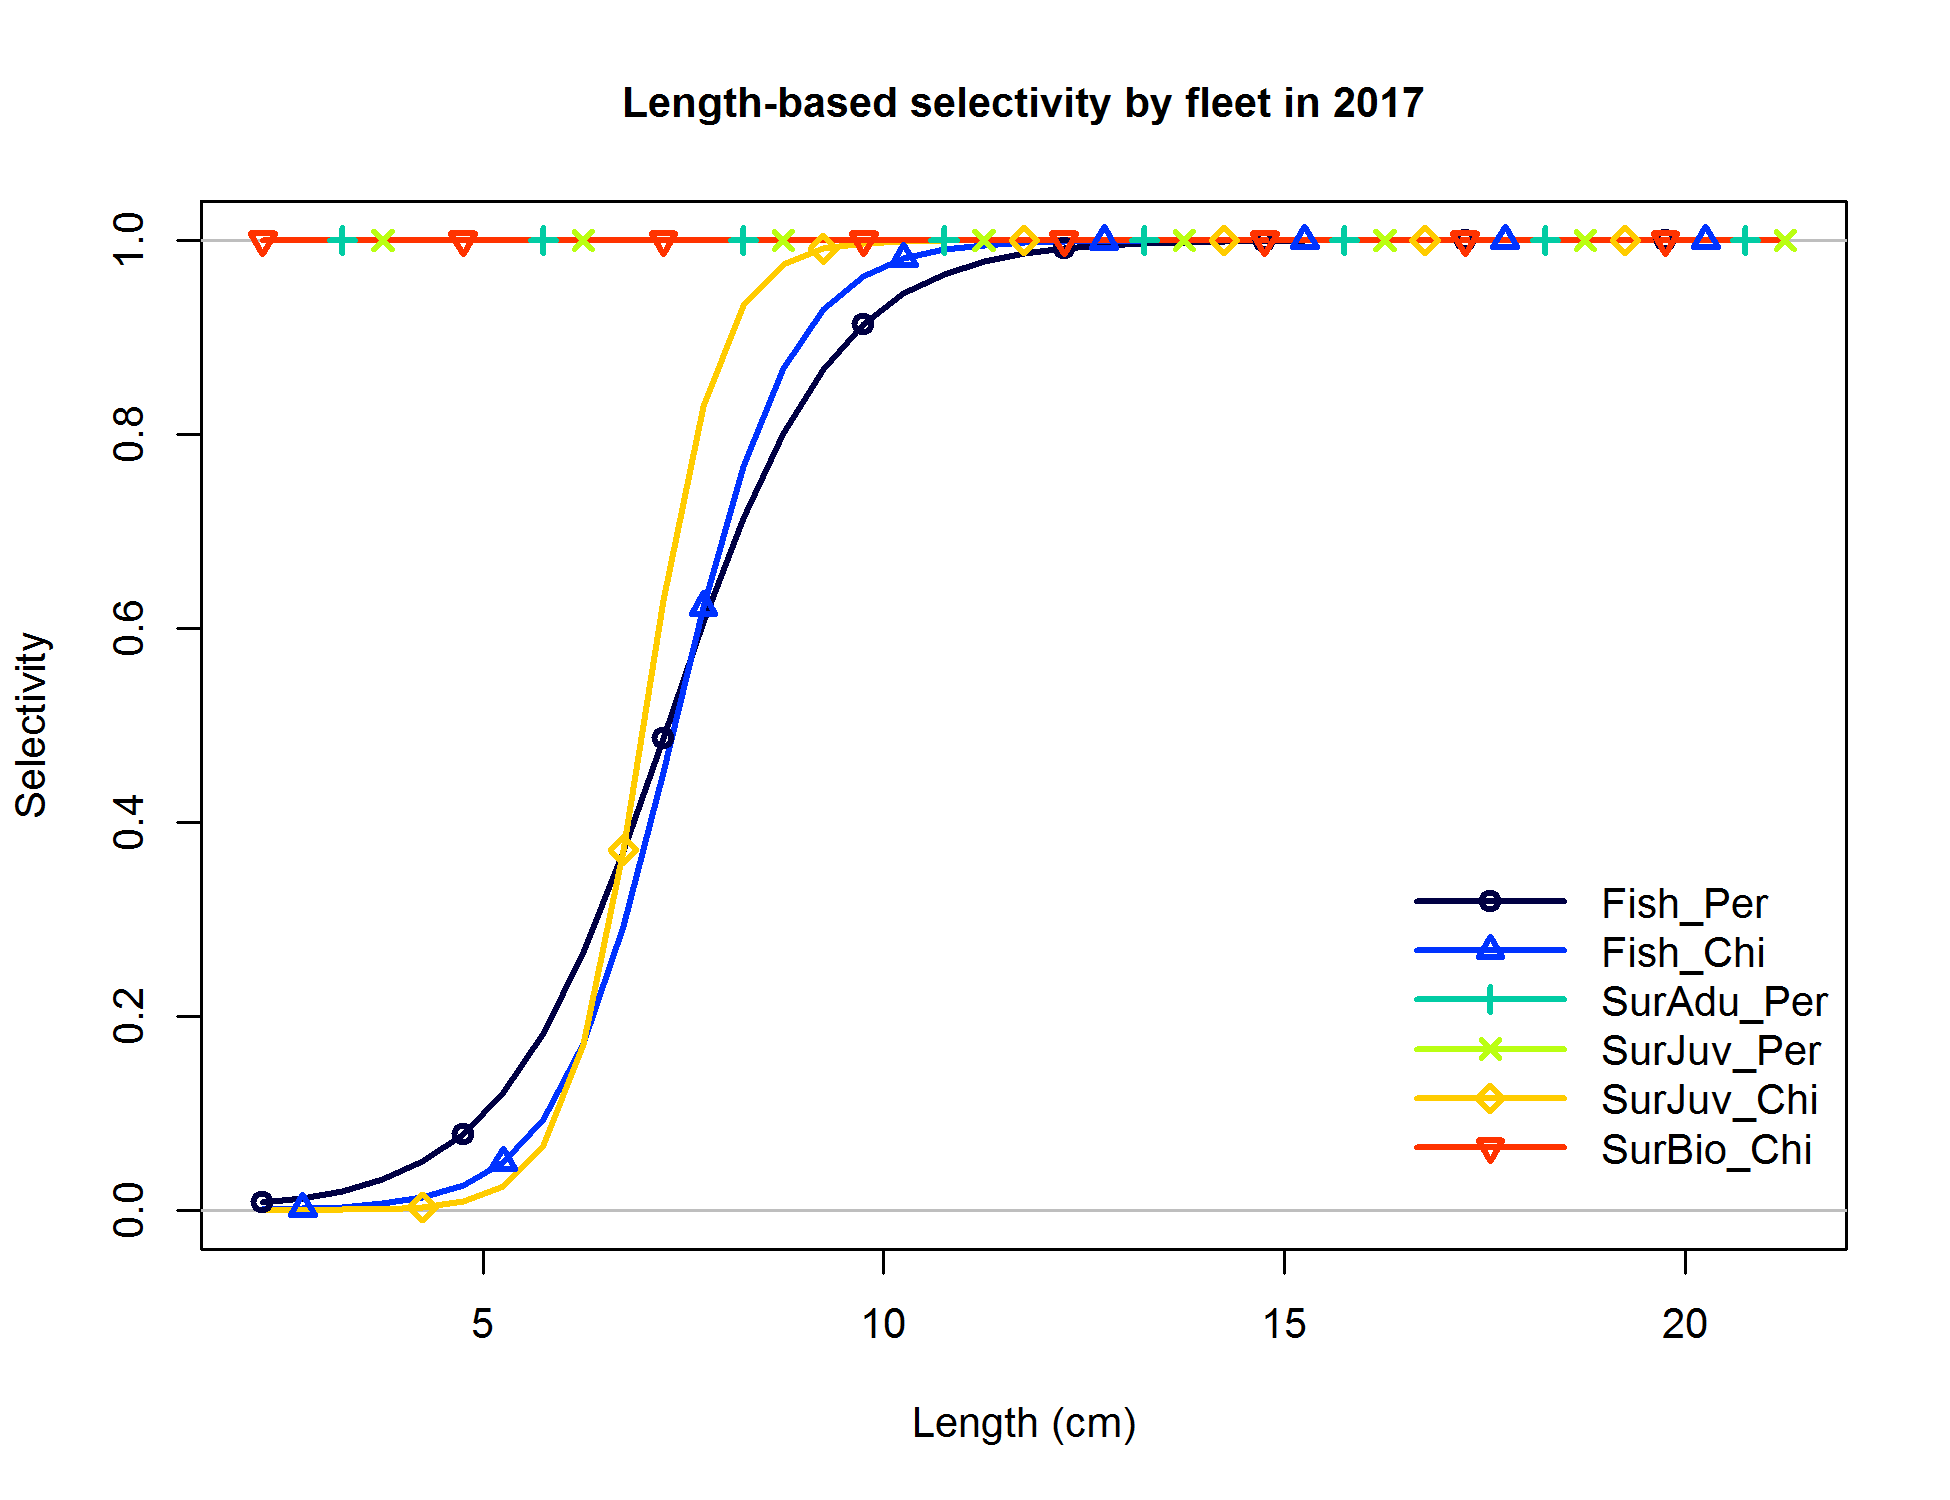 Length-based selectivity by fleet in 2017
1.0
0.8
0.6
0.4
0.2
0.0
Selectivity
5 10 15 20
Length (cm)
Fish_Per
Fish_Chi
SurAdu_Per
SurJuv_Per
SurJuv_Chi
SurBio_Chi